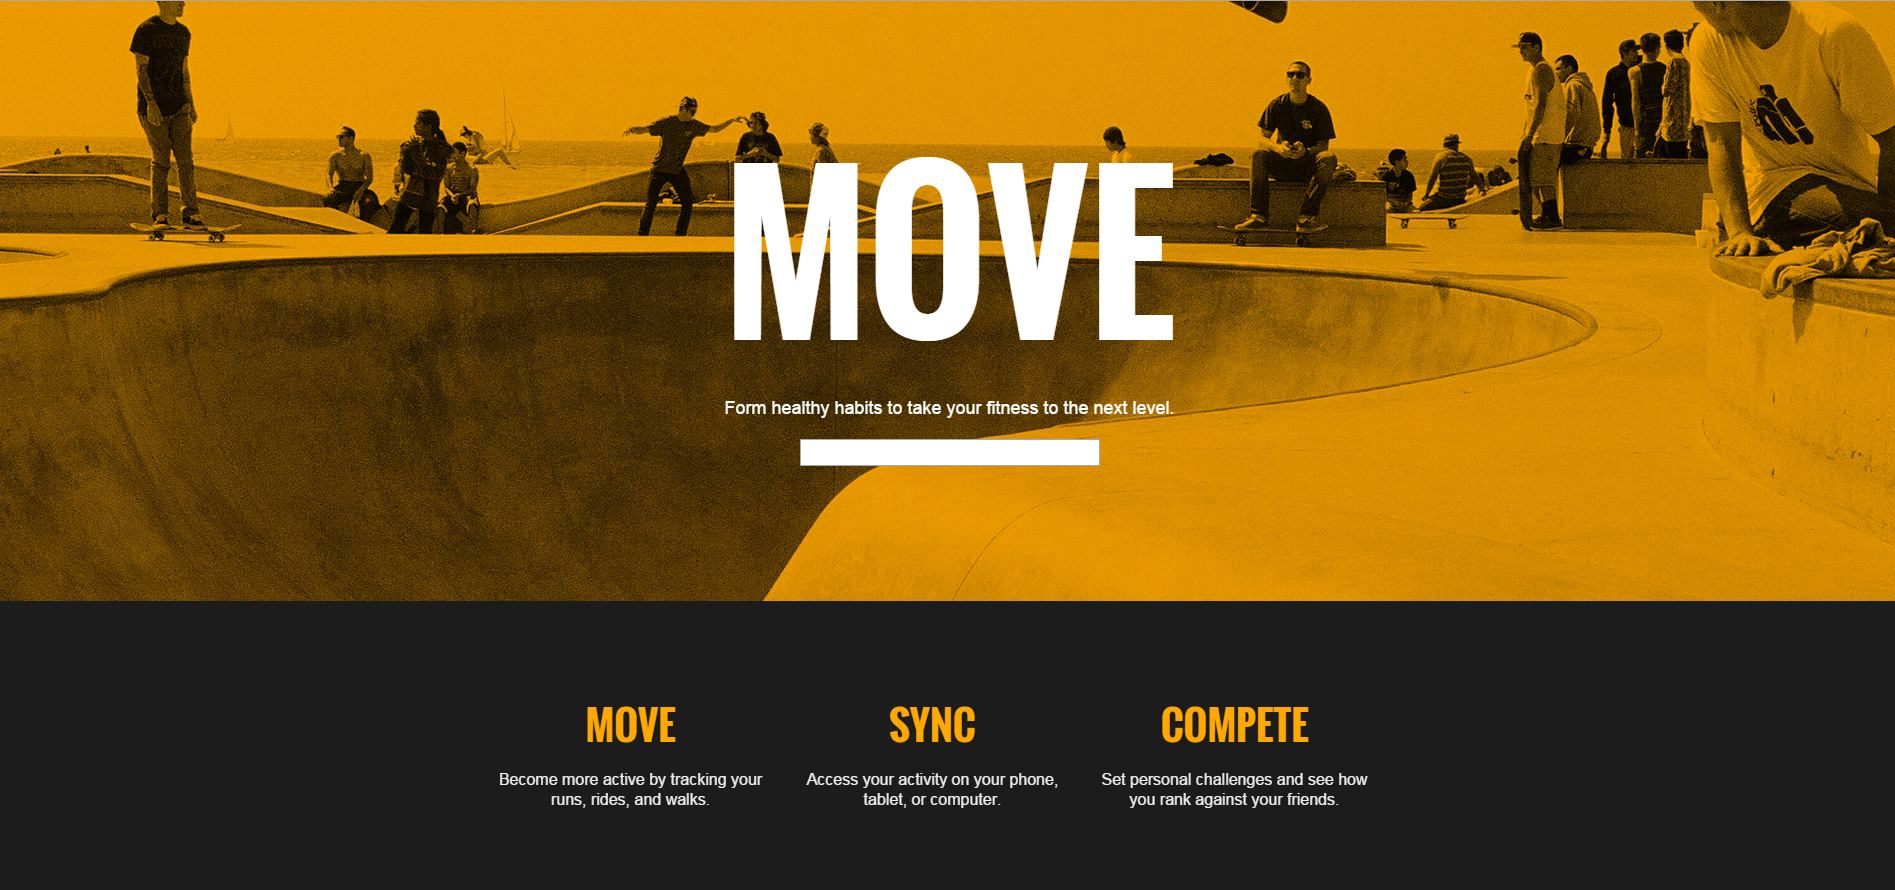 MOVE
Form healthy habits to take your fitness to the next level.
MOVE
Become more active by tracking your
runs, rides, and walks.
SYNC
Access your activity on your phone,
tablet, or computer.
COMPETE
Set personal challenges and see how
you rank against your friends.